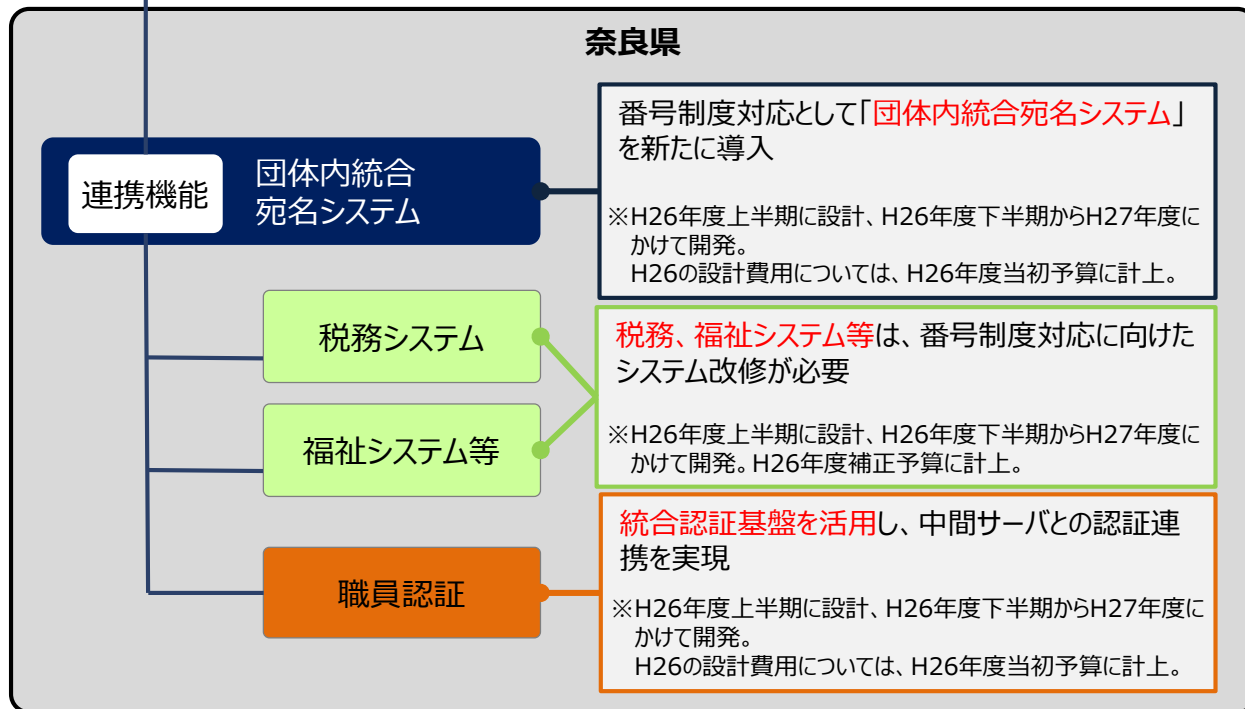 奈良県
連携機能
団体内統合
宛名システム
番号制度対応として「団体内統合宛名システム」
を新たに導入
※H26年度上半期に設計、H26年度下半期からH27年度に
かけて開発。
H26の設計費用については、H26年度当初予算に計上。
税務システム
福祉システム等
税務、福祉システム等は、番号制度対応に向けた
システム改修が必要
※H26年度上半期に設計、H26年度下半期からH27年度に
かけて開発。H26年度補正予算に計上。
職員認証
統合認証基盤を活用し、中間サーバとの認証連
携を実現
※H26年度上半期に設計、H26年度下半期からH27年度に
かけて開発。
H26の設計費用については、H26年度当初予算に計上。